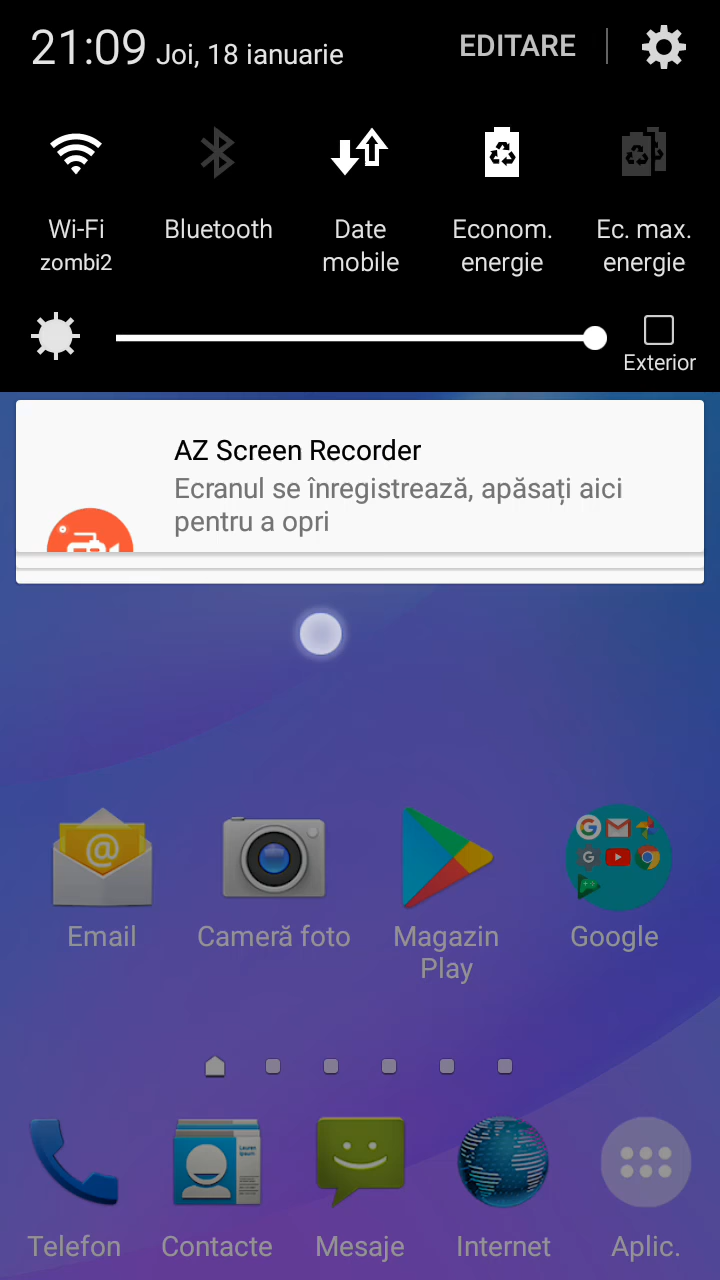 21:09 Joi, 18 ianuarie EDITARE
Wi-Fi
zombi2
Bluetooth
Date
mobile
Econom.
energie
Ec. max.
energie
Exterior
AZ Screen Recorder
Ecranul se înregistrează, apăsați aici
pentru a opri
@
Email
Cameră foto
Magazin
Play
Google
Telefon
Contacte
Mesaje
Internet
Aplic.